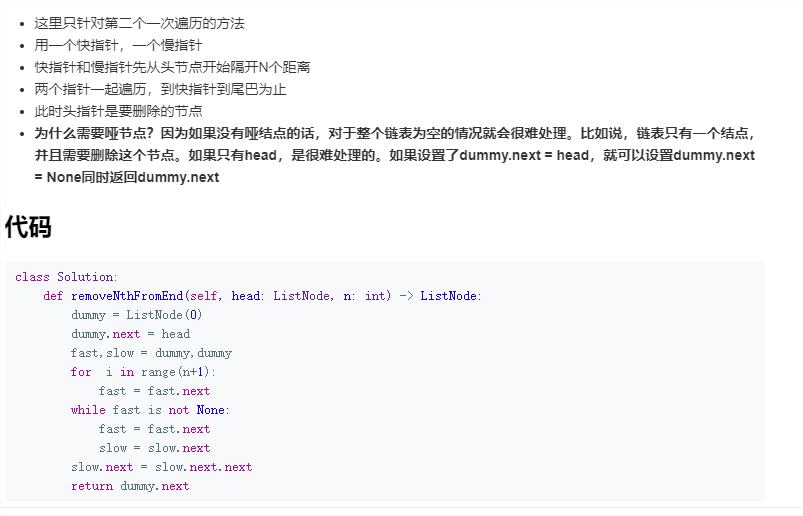 这里只针对第二个一次遍历的方法
用一个快指针，一个慢指针
快指针和慢指针先从头节点开始隔开N个距离
两个指针一起遍历，到快指针到尾巴为止
此时头指针是要删除的节点
为什么需要哑节点？因为如果没有哑结点的话，对于整个链表为空的情况就会很难处理。比如说，链表只有一个结点，
并且需要删除这个节点。如果只有head，是很难处理的。如果设置了dummy.next = head，就可以设置dummy.next
= None同时返回dummy.next
代码
class Solution:
    def removeNthFromEnd(self, head: ListNode, n: int) -> ListNode:
        dummy = ListNode(0)
        dummy.next = head
        fast,slow = dummy,dummy
        for  i in range(n+1):
            fast = fast.next
        while fast is not None:
            fast = fast.next
            slow = slow.next
        slow.next = slow.next.next
        return dummy.next